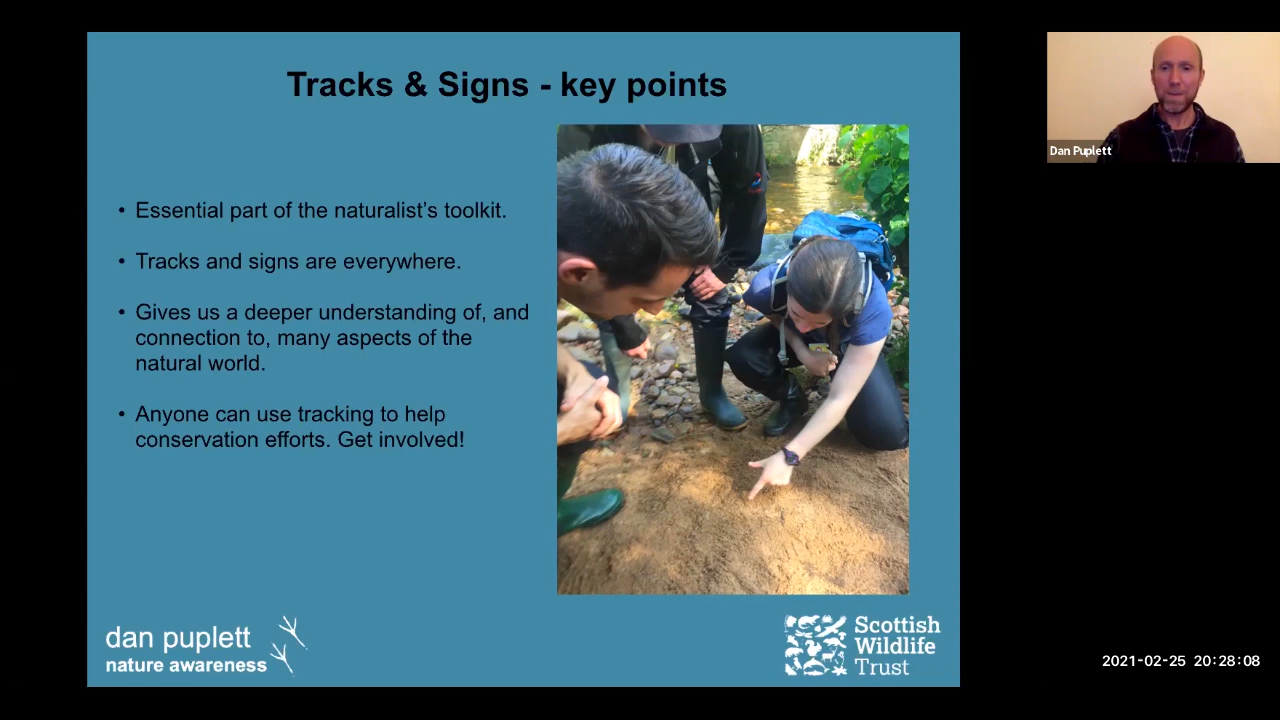 Tracks & Signs - key points
• Essential part of the naturalist’s toolkit.
• Tracks and signs are everywhere.
• Gives us a deeper understanding of, and
connection to, many aspects of the
natural world.
• Anyone can use tracking to help
conservation efforts. Get involved!
dan puplett
nature awareness
Scottish
Wildlife
Trust
Dan Puplett
2021-02-25 20:28:08